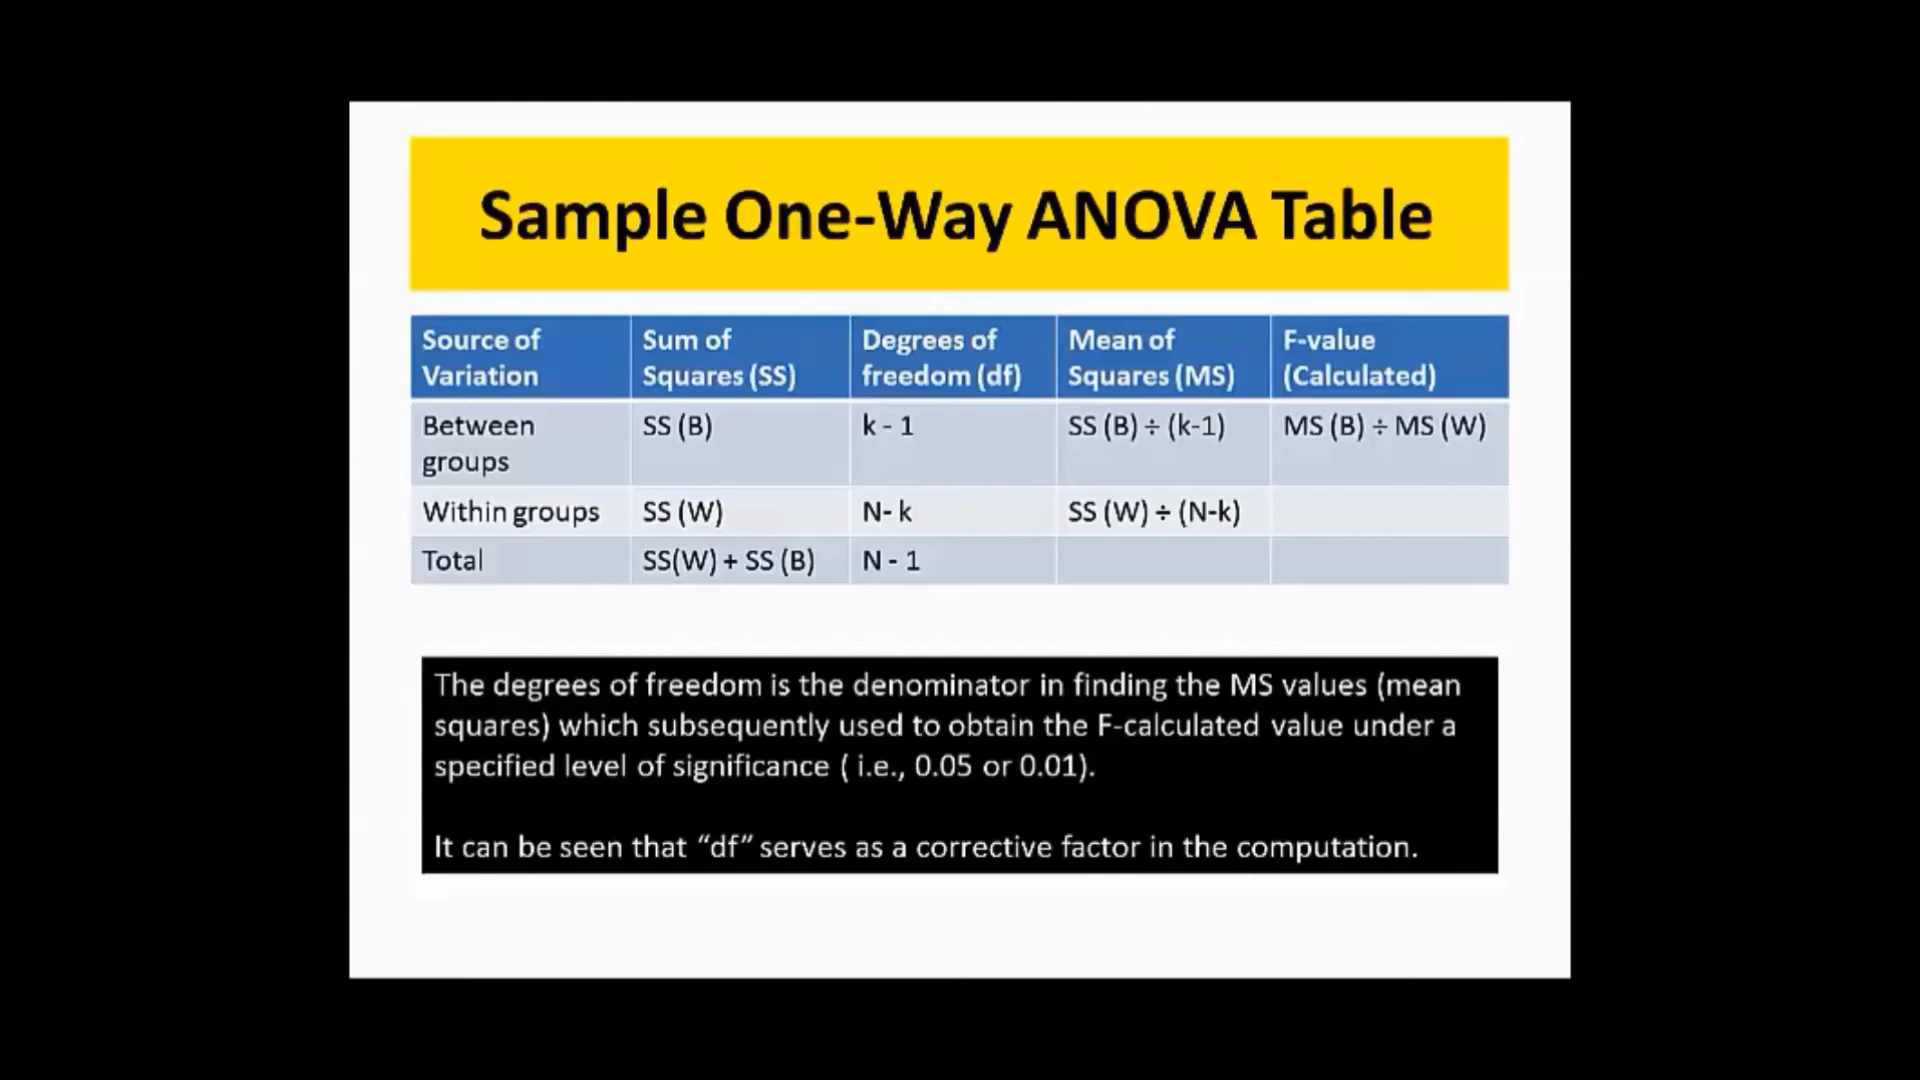 Sample One-Way ANOVA Table
Source of Variation Sum of Squares (SS) Degrees of freedom (df) Mean of Squares (MS) F-value (Calculated)
Between groups SS (B) k - 1 SS (B) ÷ (k-1) MS (B) ÷ MS (W)
Within groups SS (W) N- k SS (W) ÷ (N-k)
Total SS(W) + SS (B) N - 1
The degrees of freedom is the denominator in finding the MS values (mean
squares) which subsequently used to obtain the F-calculated value under a
specified level of significance ( i.e., 0.05 or 0.01).
It can be seen that “df” serves as a corrective factor in the computation.